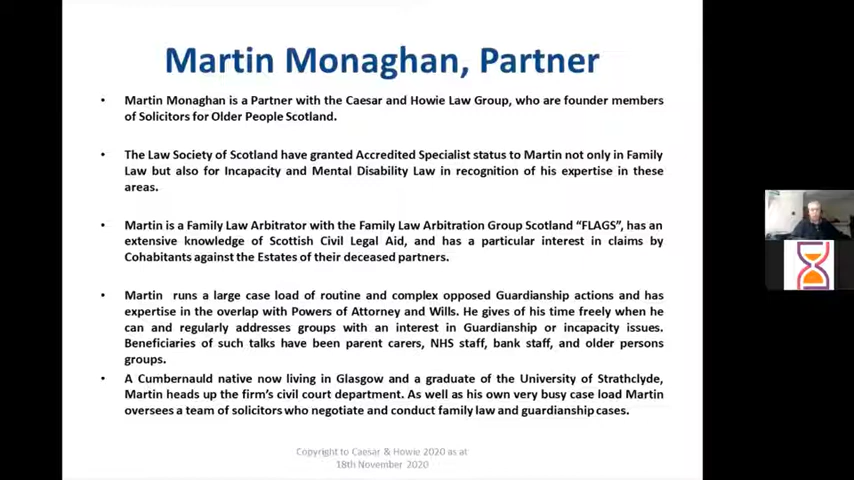 Martin Monaghan, Partner
• Martin Monaghan is a Partner with the Caesar and Howie Law Group, who are founder members
of Solicitors for Older People Scotland.
• The Law Society of Scotland have granted Accredited Specialist status to Martin not only in Family
Law but also for Incapacity and Mental Disability Law in recognition of his expertise in these
areas.
• Martin is a Family Law Arbitrator with the Family Law Arbitration Group Scotland “FLAGS”, has an
extensive knowledge of Scottish Civil Legal Aid, and has a particular interest in claims by
Cohabitants against the Estates of their deceased partners.
• Martin runs a large case load of routine and complex opposed Guardianship actions and has
expertise in the overlap with Powers of Attorney and Wills. He gives of his time freely when he
can and regularly addresses groups with an interest in Guardianship or incapacity issues.
Beneficiaries of such talks have been parent carers, NHS staff, bank staff, and older persons
groups.
• A Cumbernauld native now living in Glasgow and a graduate of the University of Strathclyde,
Martin heads up the firm’s civil court department. As well as his own very busy case load Martin
oversees a team of solicitors who negotiate and conduct family law and guardianship cases.
Copyright to Caesar & Howie 2020 as at
18th November 2020